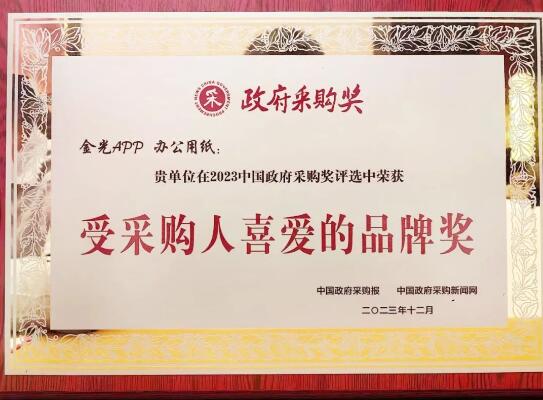 采
政府采购奖
金光APP 办公用纸：
贵单位在2023中国政府采购奖评选中荣获
受采购人喜爱的品牌奖
中国政府采购报 中国政府采购新闻网
二〇二三年十二月